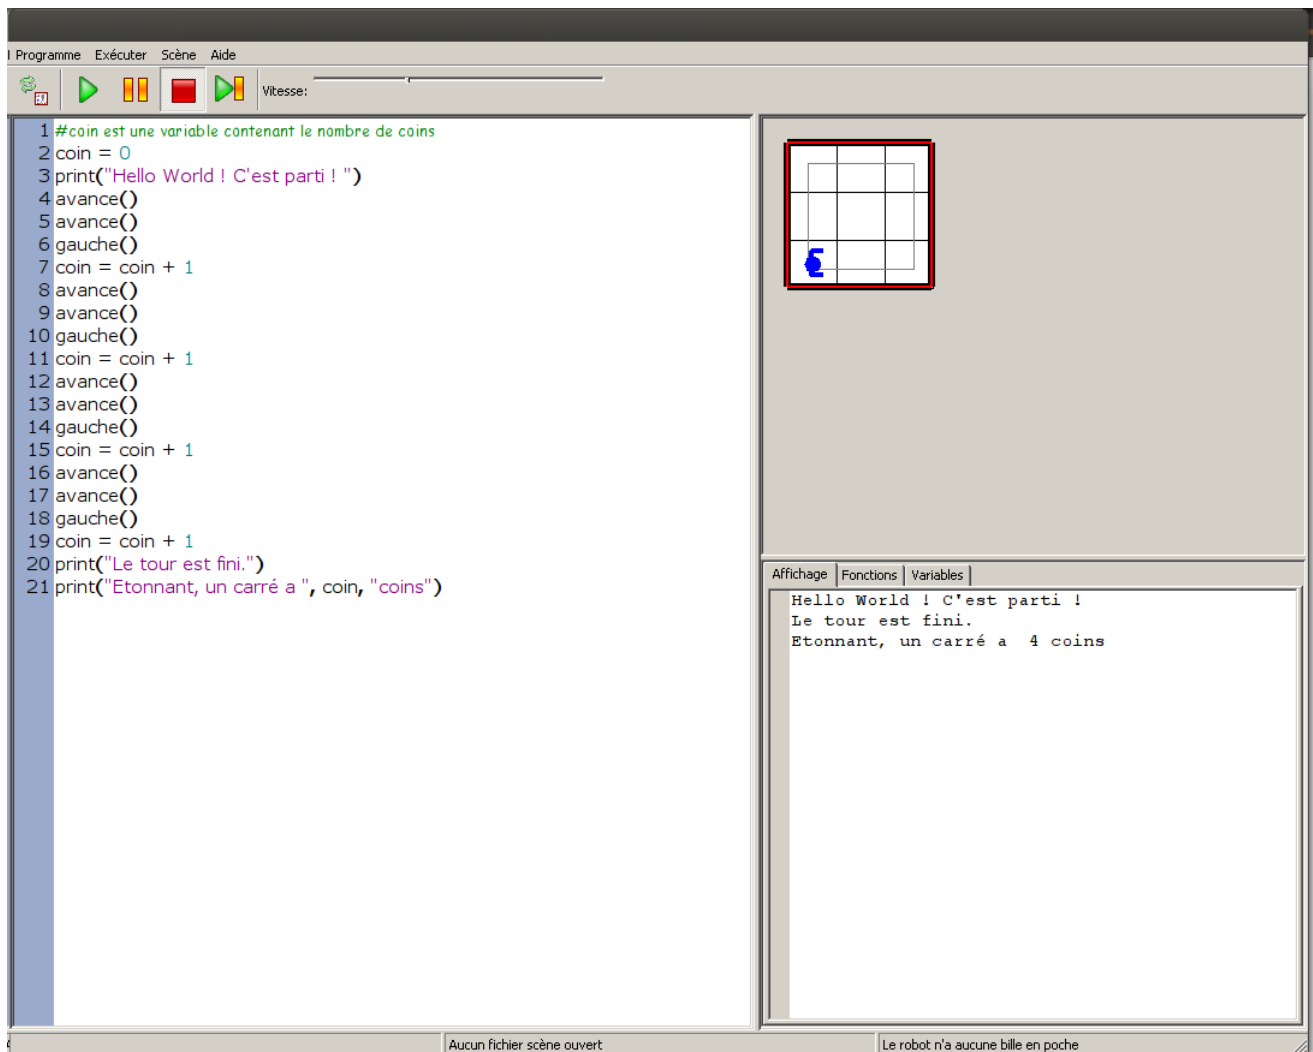 Programme Exécuter Scène Aide
Vitesse:
1 #coin est une variable contenant le nombre de coins
2 coin = 0
3 print("Hello World ! C'est parti ! ")
4 avance()
5 avance()
6 gauche()
7 coin = coin + 1
8 avance()
9 avance()
10 gauche()
11 coin = coin + 1
12 avance()
13 avance()
14 gauche()
15 coin = coin + 1
16 avance()
17 avance()
18 gauche()
19 coin = coin + 1
20 print("Le tour est fini.")
21 print("Etonnant, un carré a ", coin, "coins")
Affichage Fonctions Variables
Hello World ! C'est parti !
Le tour est fini.
Etonnant, un carré a  4 coins
Aucun fichier scène ouvert
Le robot n'a aucune bille en poche